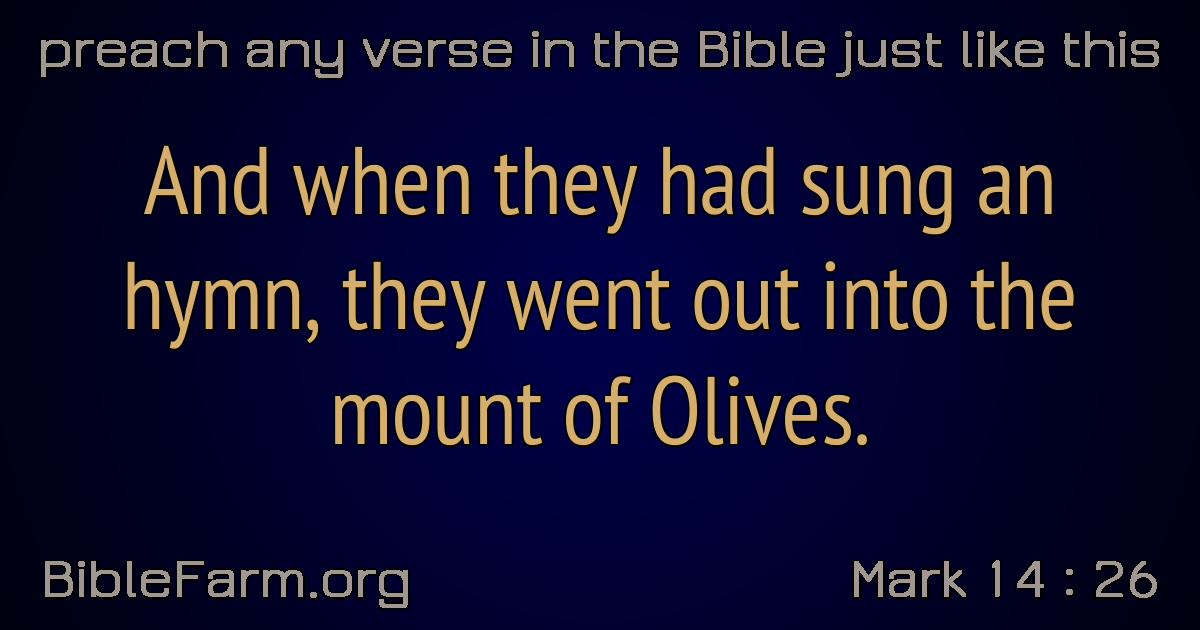 preach any verse in the Bible just like this
And when they had sung an
hymn, they went out into the
mount of Olives.
BibleFarm.org
Mark 14 : 26